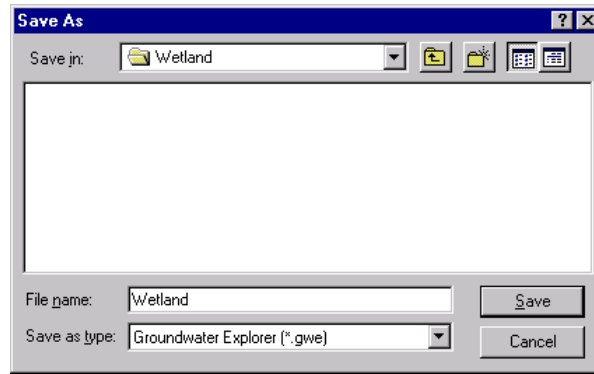 Save As
Save in: Wetland
File name: Wetland Save
Save as type: Groundwater Explorer (*.gwe) Cancel